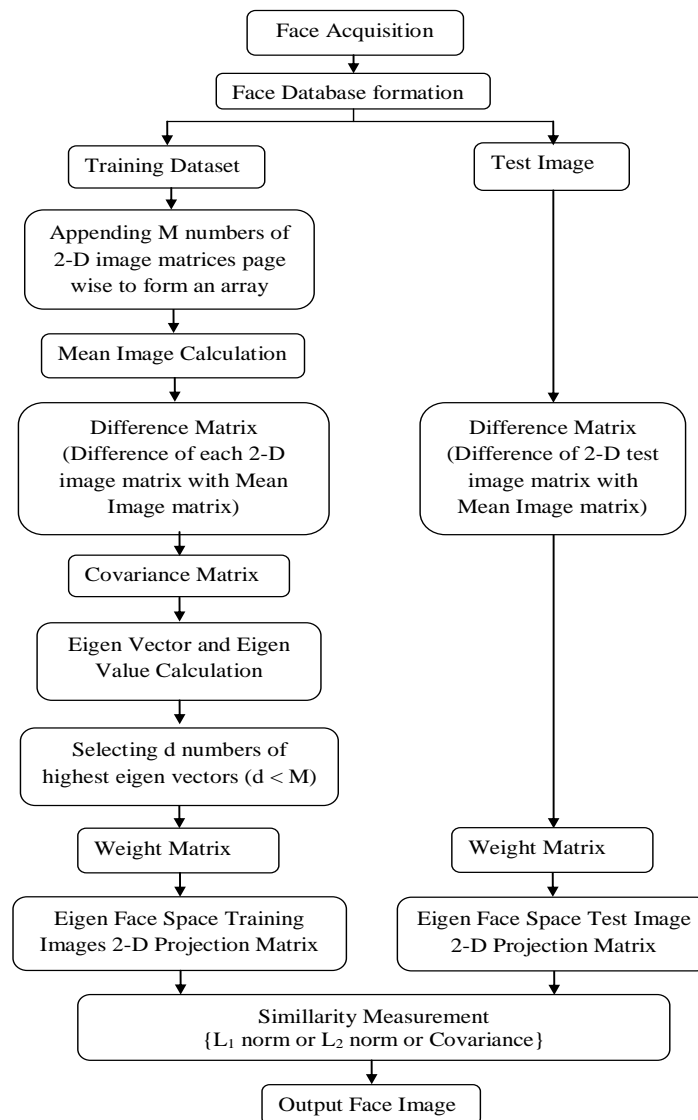 Face Acquisition
Face Database formation
Training Dataset
Test Image
Appending M numbers of
2-D image matrices page
wise to form an array
Mean Image Calculation
Difference Matrix
(Difference of each 2-D
image matrix with Mean
Image matrix)
Difference Matrix
(Difference of 2-D test
image matrix with
Mean Image matrix)
Covariance Matrix
Eigen Vector and Eigen
Value Calculation
Selecting d numbers of
highest eigen vectors (d < M)
Weight Matrix
Weight Matrix
Eigen Face Space Training
Images 2-D Projection Matrix
Eigen Face Space Test Image
2-D Projection Matrix
Simillarity Measurement
{L₁ norm or L₂ norm or Covariance}
Output Face Image